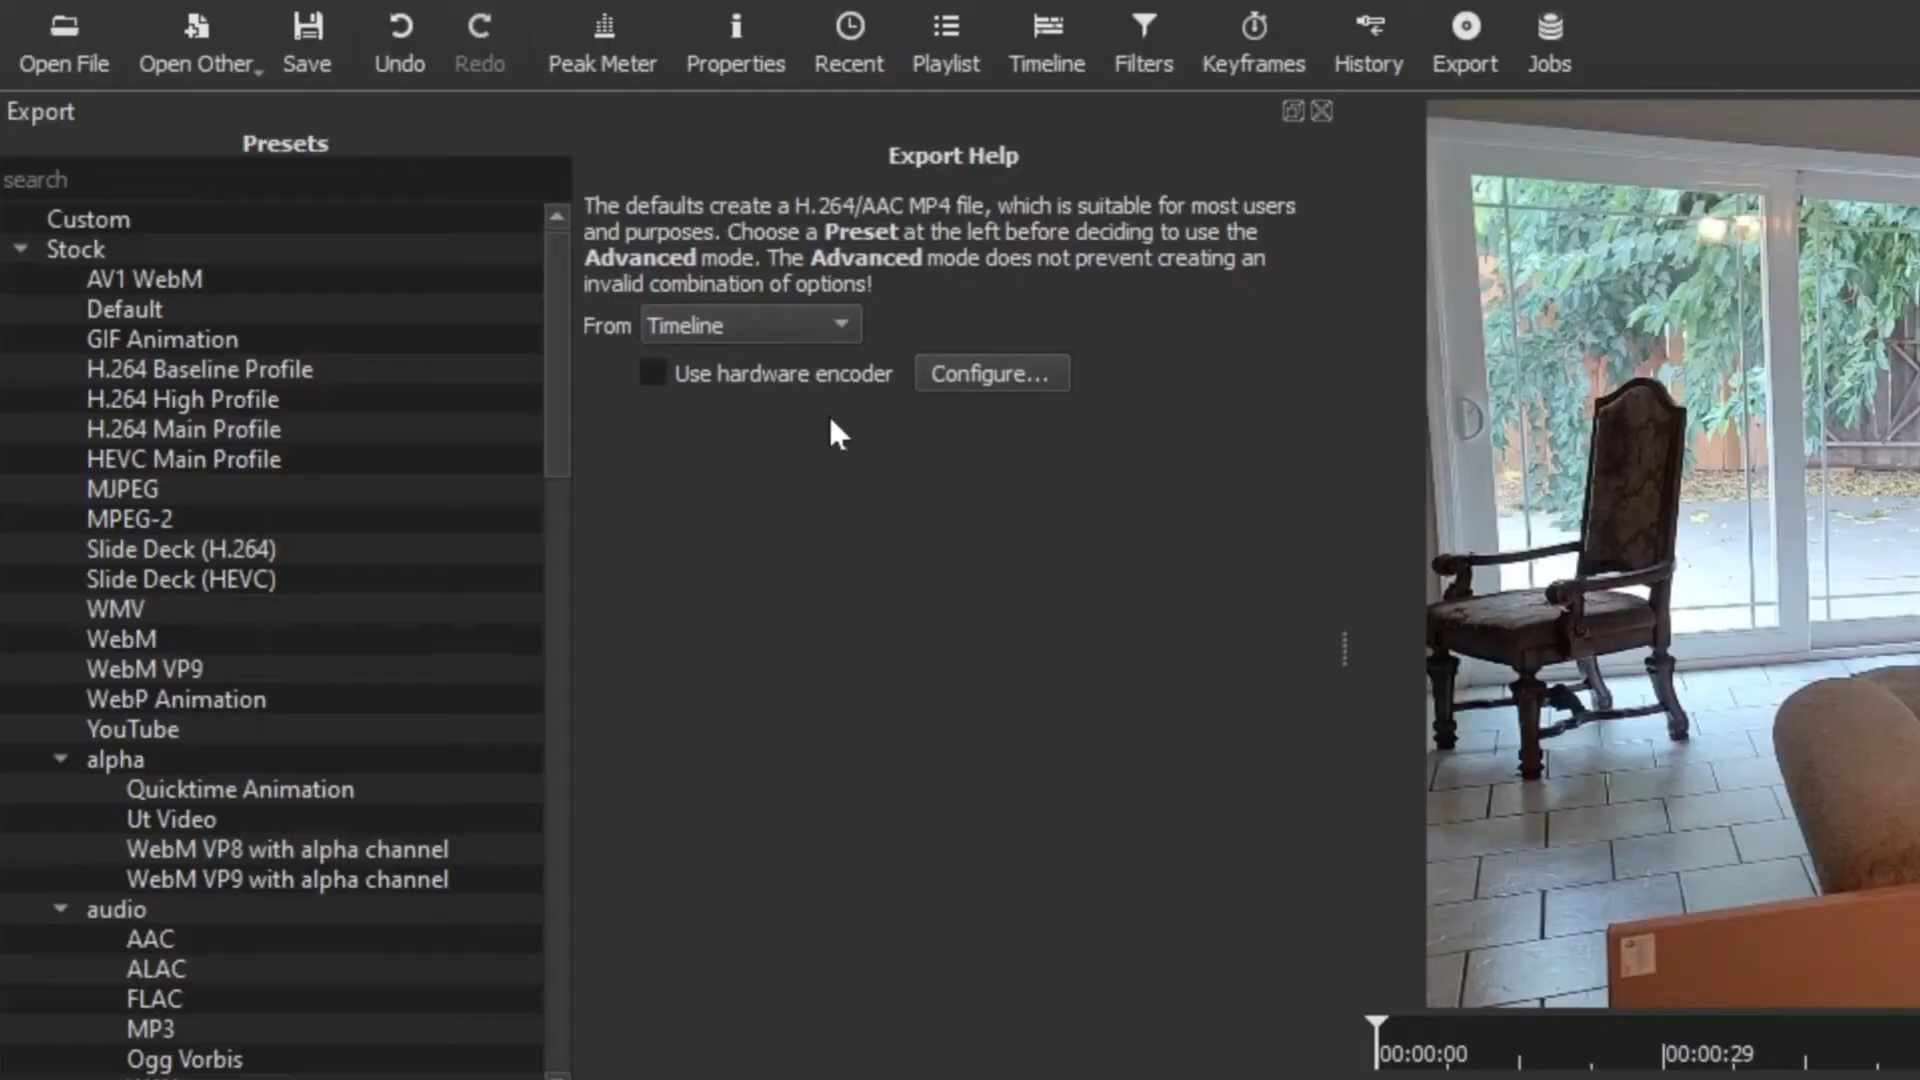 Open File
Open Other
Save
Undo
Redo
Peak Meter
Properties
Recent
Playlist
Timeline
Filters
Keyframes
History
Export
Jobs
Export
Presets
search
Custom
Stock
AV1 WebM
Default
GIF Animation
H.264 Baseline Profile
H.264 High Profile
H.264 Main Profile
HEVC Main Profile
MJPEG
MPEG-2
Slide Deck (H.264)
Slide Deck (HEVC)
WMV
WebM
WebM VP9
WebP Animation
YouTube
alpha
Quicktime Animation
Ut Video
WebM VP8 with alpha channel
WebM VP9 with alpha channel
audio
AAC
ALAC
FLAC
MP3
Ogg Vorbis
Export Help
The defaults create a H.264/AAC MP4 file, which is suitable for most users
and purposes. Choose a Preset at the left before deciding to use the
Advanced mode. The Advanced mode does not prevent creating an
invalid combination of options!
From Timeline
Use hardware encoder Configure...
00:00:00
00:00:29